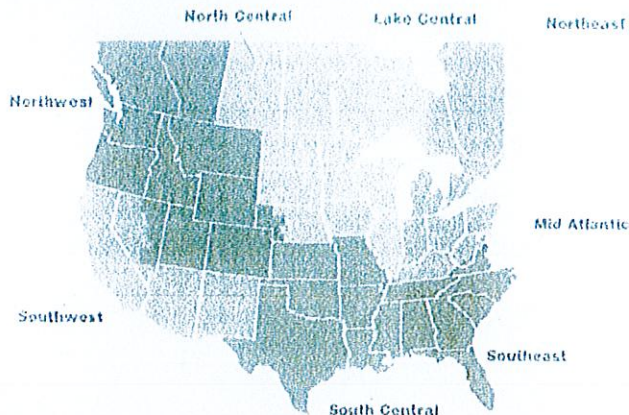 North Central
Lake Central
Northeast
Northwest
Mid Atlantic
Southwest
Southeast
South Central